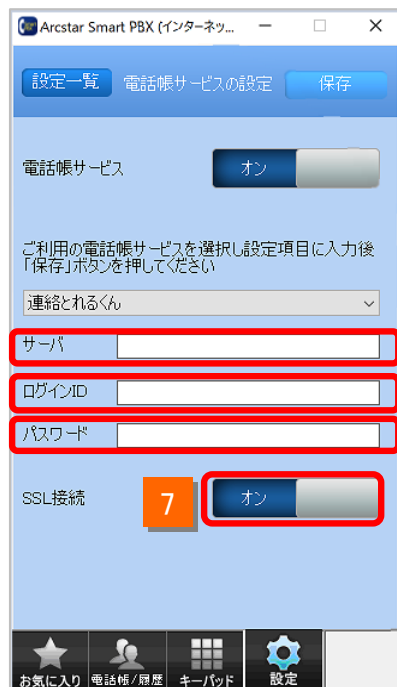 Arcstar Smart PBX (インターネッ...
設定一覧 電話帳サービスの設定 保存
電話帳サービス オン
ご利用の電話帳サービスを選択し設定項目に入力後
「保存」ボタンを押してください
連絡とれるくん
サーバ
ログインID
パスワード
SSL接続 7 オン
お気に入り 電話帳/履歴 キーパッド 設定